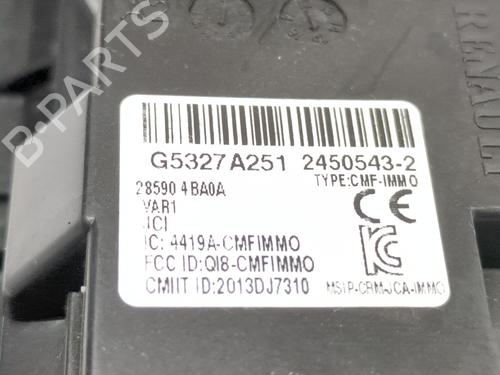 RENAULT
G5327A251 2450543-2
TYPE:CMF-IMMO
28590 4BA0A
VAR1
JCI
IC: 4419A-CMFIMMO
FCC ID:QI8-CMFIMMO
CMIIT ID:2013DJ7310
MSIP-CRM-JCA-IMMO
B-PARTS